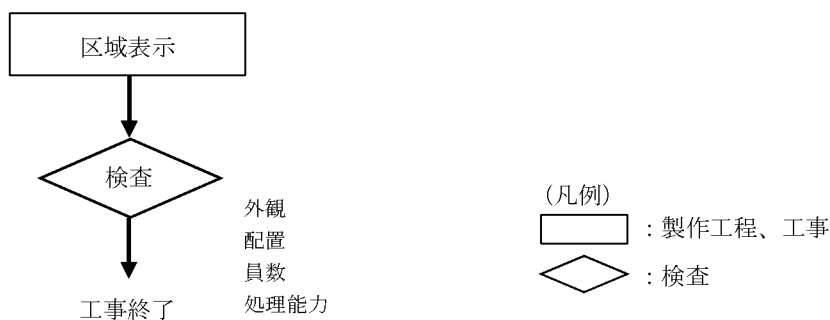 区域表示
検査
外観
配置
員数
処理能力
工事終了
（凡例）
：製作工程、工事
：検査